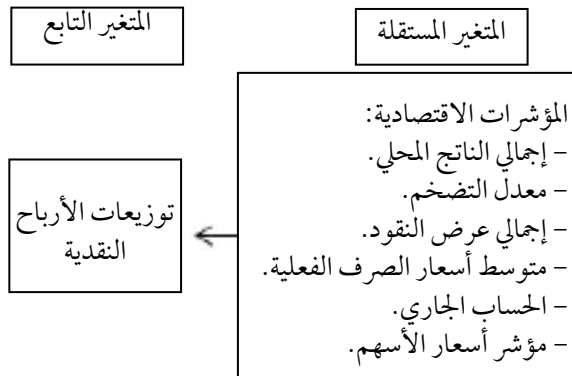 المتغير المستقلة
المتغير التابع
المؤشرات الاقتصادية:
- إجمالي الناتج المحلي.
- معدل التضخم.
- إجمالي عرض النقود.
- متوسط أسعار الصرف الفعلية.
- الحساب الجاري.
- مؤشر أسعار الأسهم.
توزيعات الأرباح
النقدية